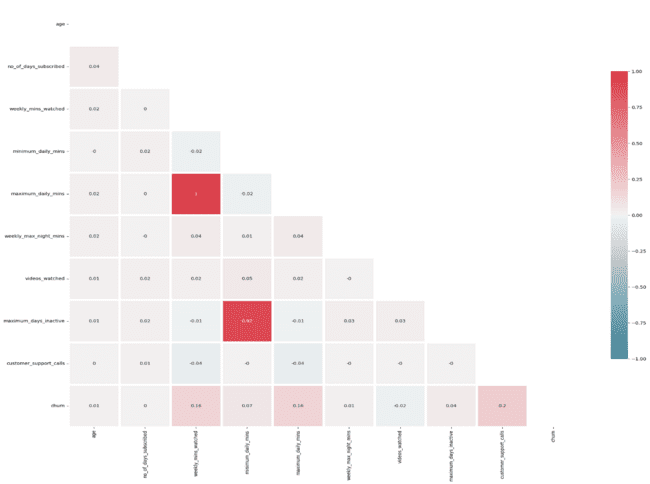 age
no_of_days_subscribed 0.04
weekly_mins_watched 0.02 0
minimum_daily_mins -0 0.02 -0.02
maximum_daily_mins 0.02 0 1 -0.02
weekly_max_night_mins 0.02 -0 0.04 0.01 0.04
videos_watched 0.01 0.02 0.02 0.05 0.02 -0
maximum_days_inactive 0.01 0.02 -0.01 -0.01 0.03 0.03
customer_support_calls 0 0.01 -0.04 -0 -0.04 -0 -0 -0
churn 0.01 0 0.16 0.07 0.16 0.01 -0.02 0.04 0.2
age
no_of_days_subscribed
weekly_mins_watched
minimum_daily_mins
maximum_daily_mins
weekly_max_night_mins
videos_watched
maximum_days_inactive
customer_support_calls
churn
1.00
0.75
0.50
0.25
0.00
−0.25
−0.50
−0.75
−1.00